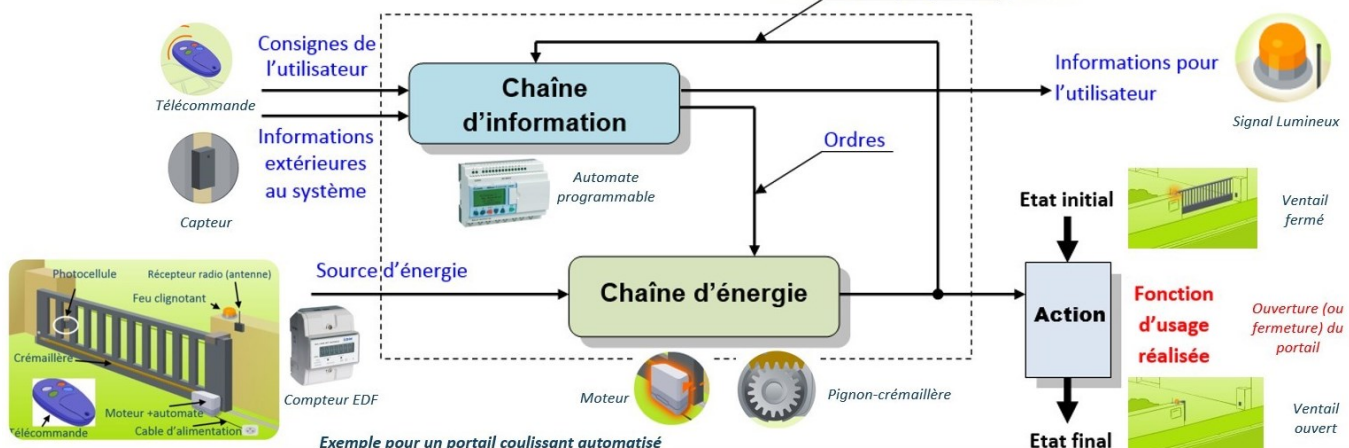 Consignes de
l'utilisateur
Télécommande
Informations
extérieures
au système
Capteur
Chaîne
d'information
Automate
programmable
Ordres
Informations pour
l'utilisateur
Signal Lumineux
Etat initial
Ventail
fermé
Photocellule
Récepteur radio (antenne)
Feu clignotant
Crémaillère
Moteur +automate
Télécommande
Cable d'alimentation
Source d'énergie
Compteur EDF
Chaîne d'énergie
Moteur
Pignon-crémaillère
Action
Fonction
d'usage
réalisée
Ouverture (ou
fermeture) du
portail
Etat final
Ventail
ouvert
Exemple pour un portail coulissant automatisé